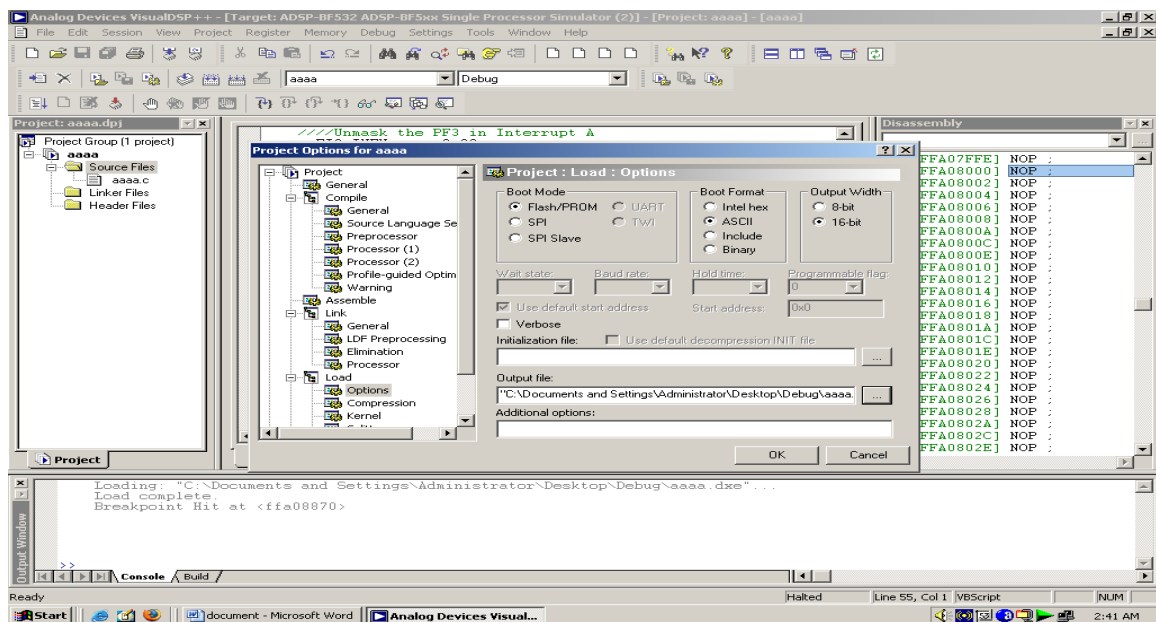 Analog Devices VisualDSP++ - [Target: ADSP-BF532 ADSP-BF5xx Single Processor Simulator (2)] - [Project: aaaa] - [aaaa]
File Edit Session View Project Register Memory Debug Settings Tools Window Help
aaaa Debug
Project: aaaa.dpj
Project Group (1 project)
aaaa
Source Files
aaaa.c
Linker Files
Header Files
Project
////Unmask the PF3 in Interrupt A
Project Options for aaaa
Project
General
Compile
General
Source Language Se
Preprocessor
Processor (1)
Processor (2)
Profile-guided Optim
Warning
Assemble
Link
General
LDF Preprocessing
Elimination
Processor
Load
Options
Compression
Kernel
Project : Load : Options
Boot Mode
Flash/PROM UART
SPI TWI
SPI Slave
Boot Format
Intel hex
ASCII
Include
Binary
Output Width
8-bit
16-bit
Wait state: Baud rate: Hold time: Programmable flag:
0
Use default start address Start address: 0x0
Verbose
Initialization file: Use default decompression INIT file
...
Output file:
"C:\Documents and Settings\Administrator\Desktop\Debug\aaaa. ...
Additional options:
OK Cancel
Disassembly
FFA07FFE] NOP ;
FFA08000] NOP ;
FFA08002] NOP ;
FFA08004] NOP ;
FFA08006] NOP ;
FFA08008] NOP ;
FFA0800A] NOP ;
FFA0800C] NOP ;
FFA0800E] NOP ;
FFA08010] NOP ;
FFA08012] NOP ;
FFA08014] NOP ;
FFA08016] NOP ;
FFA08018] NOP ;
FFA0801A] NOP ;
FFA0801C] NOP ;
FFA0801E] NOP ;
FFA08020] NOP ;
FFA08022] NOP ;
FFA08024] NOP ;
FFA08026] NOP ;
FFA08028] NOP ;
FFA0802A] NOP ;
FFA0802C] NOP ;
FFA0802E] NOP ;
Output Window
Loading: "C:\Documents and Settings\Administrator\Desktop\Debug\aaaa.dxe"...
Load complete.
Breakpoint Hit at <ffa08870>
>>
Console Build
Ready Halted Line 55, Col 1 VBScript NUM
Start document - Microsoft Word Analog Devices Visual... 2:41 AM